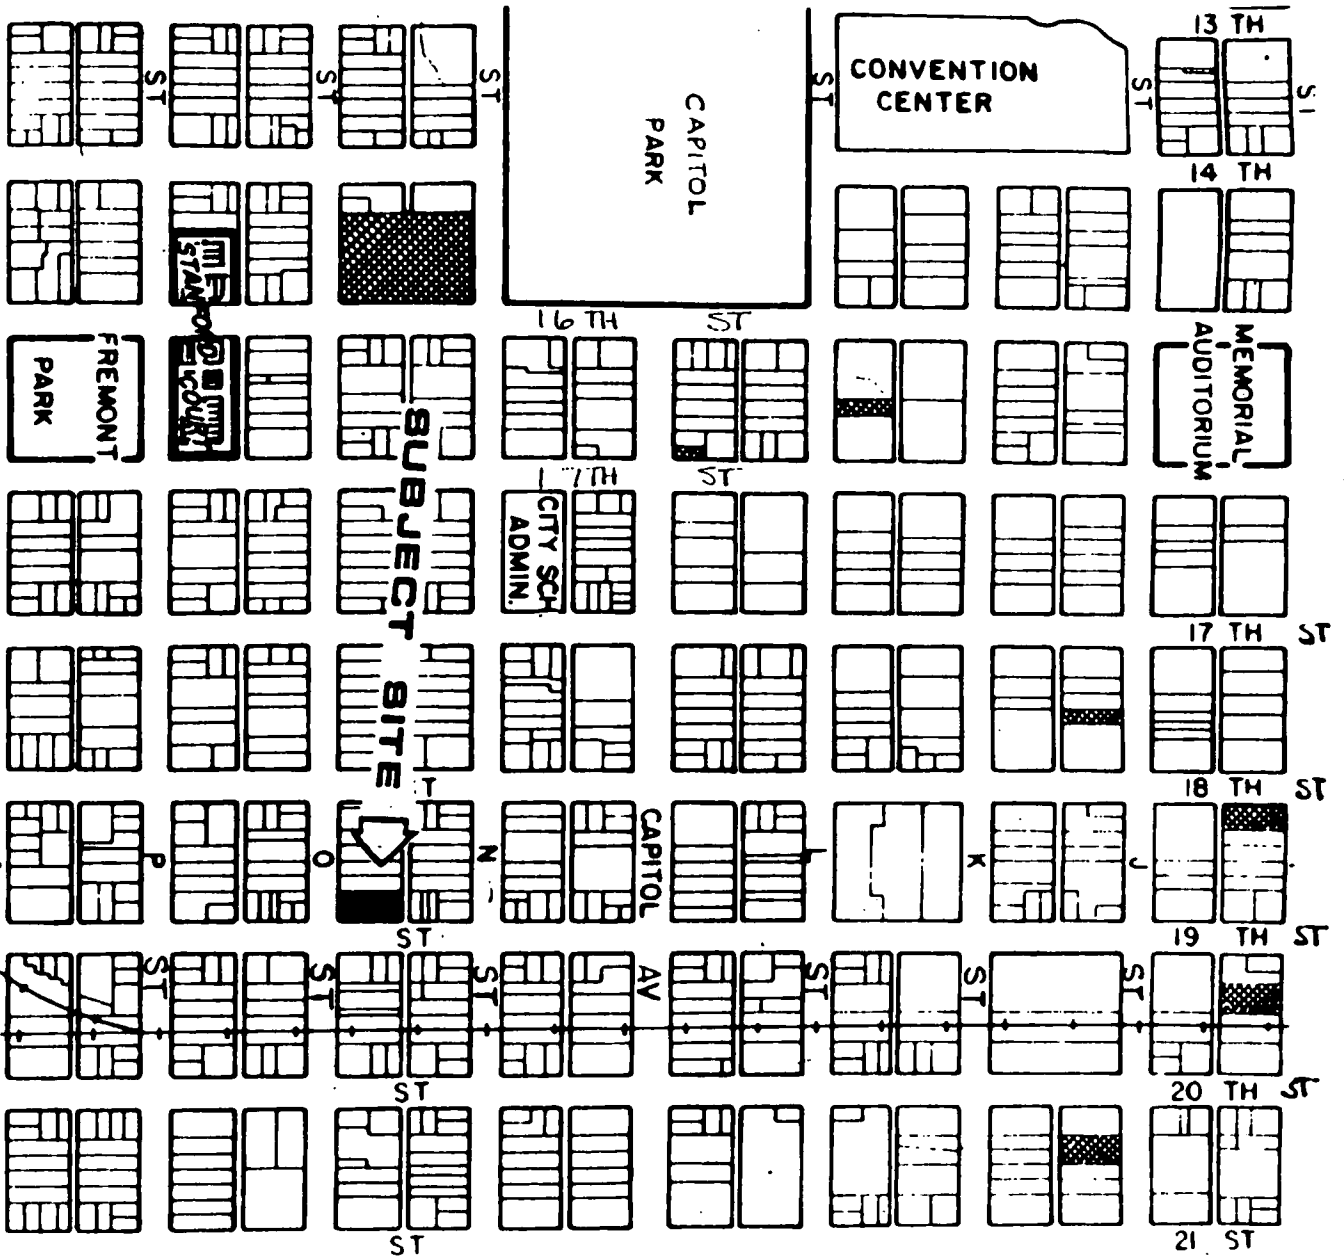 13 TH
ST
ST
ST
ST
ST
CONVENTION
CENTER
CAPITOL
PARK
14 TH
STANFORD
COURT
16 TH ST
FREMONT
PARK
MEMORIAL
AUDITORIUM
SUBJECT SITE
17TH ST
CITY SCH
ADMIN.
17 TH ST
T
18 TH ST
P
O
N
CAPITOL
L
K
J
ST
19 TH ST
ST
ST
ST
AV
ST
ST
ST
ST
20 TH ST
ST
21 ST